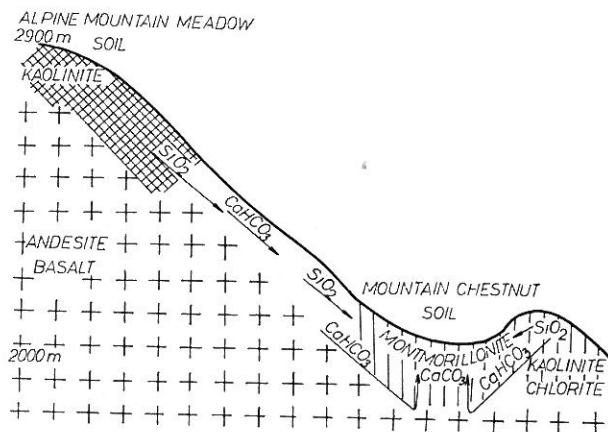 ALPINE MOUNTAIN MEADOW
SOIL
2900 m
KAOLINITE
SiO2
CaHCO3
ANDESITE
BASALT
SiO2
MOUNTAIN CHESTNUT
SOIL
CaHCO3
MONTMORILLONITE
SiO2
CaCO3
CaHCO3
KAOLINITE
CHLORITE
2000 m